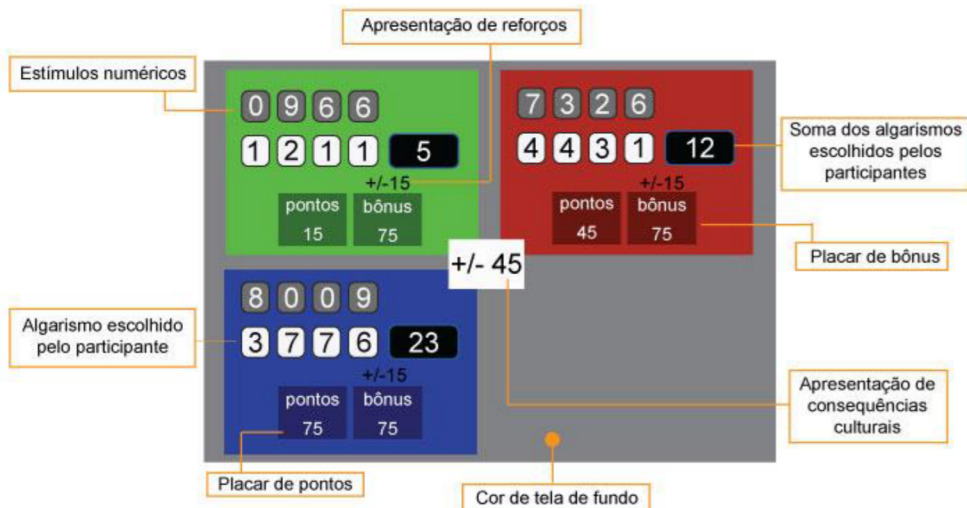 Apresentação de reforços
Estímulos numéricos
0 9 6 6
1 2 1 1 5
+/-15
pontos bônus
15 75
7 3 2 6
4 4 3 1 12
+/-15
pontos bônus
45 75
Soma dos algarismos
escolhidos pelos
participantes
Placar de bônus
+/- 45
8 0 0 9
3 7 7 6 23
+/-15
pontos bônus
75 75
Algarismo escolhido
pelo participante
Apresentação de
consequências
culturais
Placar de pontos
Cor de tela de fundo